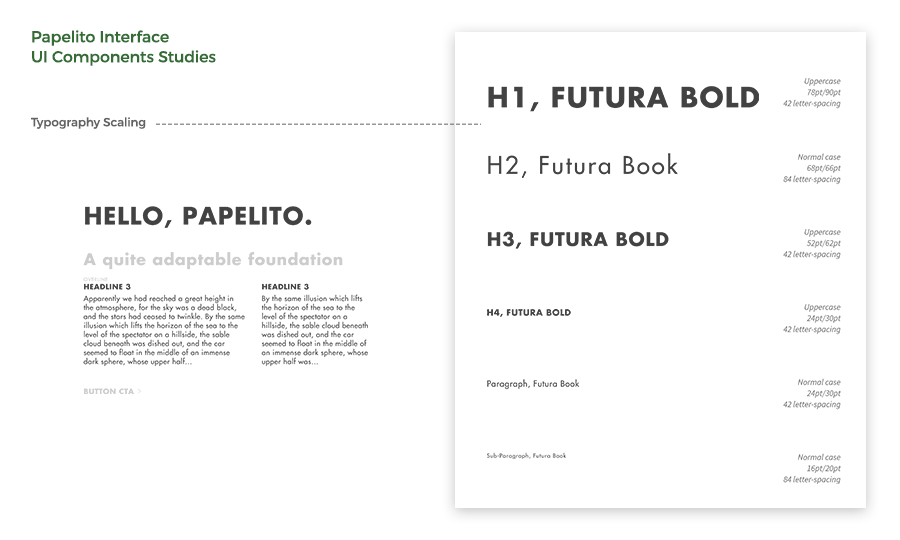 Papelito Interface
UI Components Studies
Typography Scaling
HELLO, PAPELITO.
A quite adaptable foundation
HEADLINE 3
Apparently we had reached a great height in
the atmosphere, for the sky was a dead black,
and the stars had ceased to twinkle. By the same
illusion which lifts the horizon of the sea to the
level of the spectator on a hillside, the sable
cloud beneath was dished out, and the car
seemed to float in the middle of an immense
dark sphere, whose upper half...
HEADLINE 3
By the same illusion which lifts
the horizon of the sea to the
level of the spectator on a
hillside, the sable cloud beneath
was dished out, and the car
seemed to float in the middle of
an immense dark sphere, whose
upper half was...
BUTTON CTA >
H1, FUTURA BOLD
Uppercase
78pt/90pt
42 letter-spacing
H2, Futura Book
Normal case
68pt/66pt
84 letter-spacing
H3, FUTURA BOLD
Uppercase
52pt/62pt
42 letter-spacing
H4, FUTURA BOLD
Uppercase
24pt/30pt
42 letter-spacing
Paragraph, Futura Book
Normal case
24pt/30pt
42 letter-spacing
Sub-Paragraph, Futura Book
Normal case
16pt/20pt
84 letter-spacing